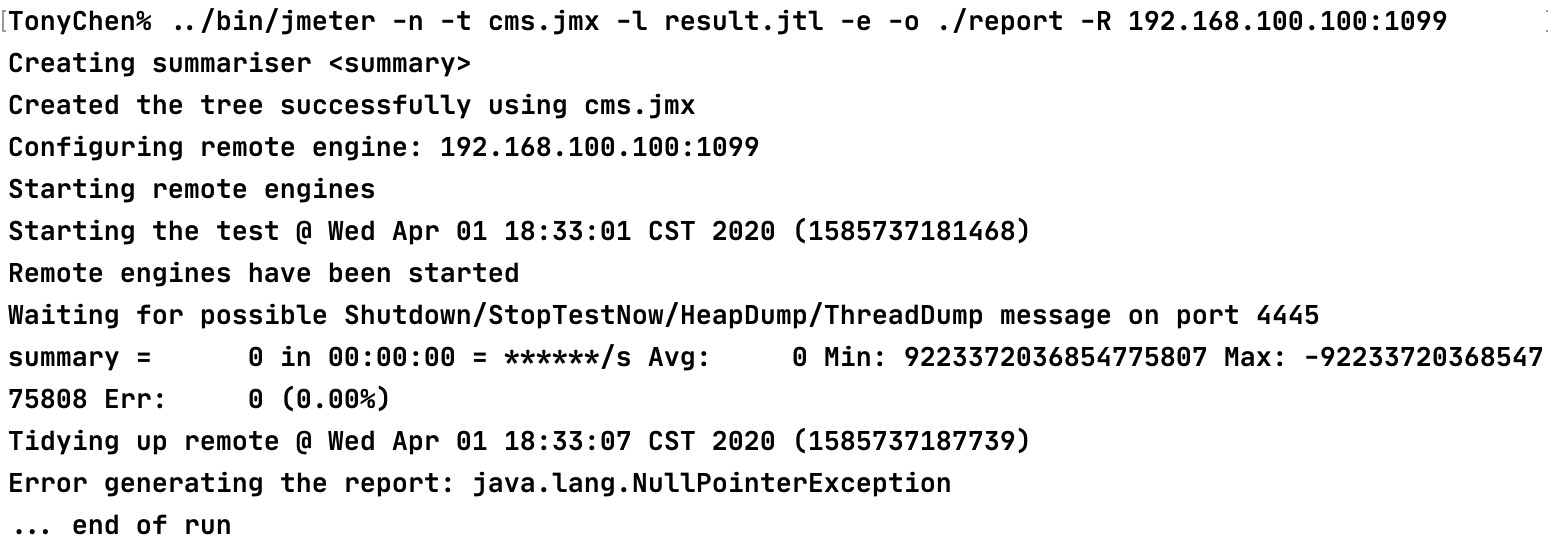 [TonyChen% ../bin/jmeter -n -t cms.jmx -l result.jtl -e -o ./report -R 192.168.100.100:1099
Creating summariser <summary>
Created the tree successfully using cms.jmx
Configuring remote engine: 192.168.100.100:1099
Starting remote engines
Starting the test @ Wed Apr 01 18:33:01 CST 2020 (1585737181468)
Remote engines have been started
Waiting for possible Shutdown/StopTestNow/HeapDump/ThreadDump message on port 4445
summary =      0 in 00:00:00 = ******/s Avg:     0 Min: 9223372036854775807 Max: -92233720368547
75808 Err:     0 (0.00%)
Tidying up remote @ Wed Apr 01 18:33:07 CST 2020 (1585737187739)
Error generating the report: java.lang.NullPointerException
... end of run